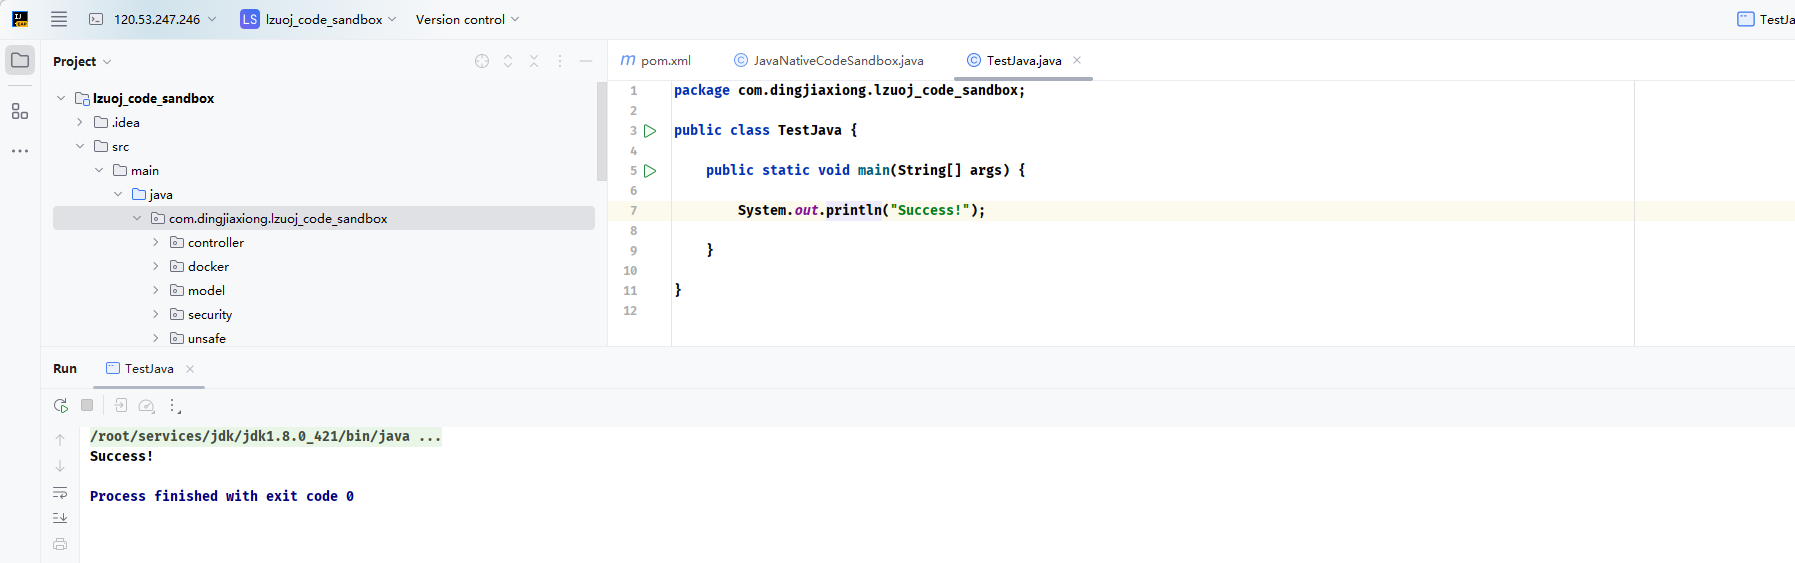 IJ
120.53.247.246
LS
lzuoj_code_sandbox
Version control
TestJa
Project
lzuoj_code_sandbox
.idea
src
main
java
com.dingjiaxiong.lzuoj_code_sandbox
controller
docker
model
security
unsafe
m pom.xml
C JavaNativeCodeSandbox.java
C TestJava.java
1 package com.dingjiaxiong.lzuoj_code_sandbox;
2
3 public class TestJava {
4
5 public static void main(String[] args) {
6
7 System.out.println("Success!");
8
9 }
10
11 }
12
Run
TestJava
/root/services/jdk/jdk1.8.0_421/bin/java ...
Success!
Process finished with exit code 0